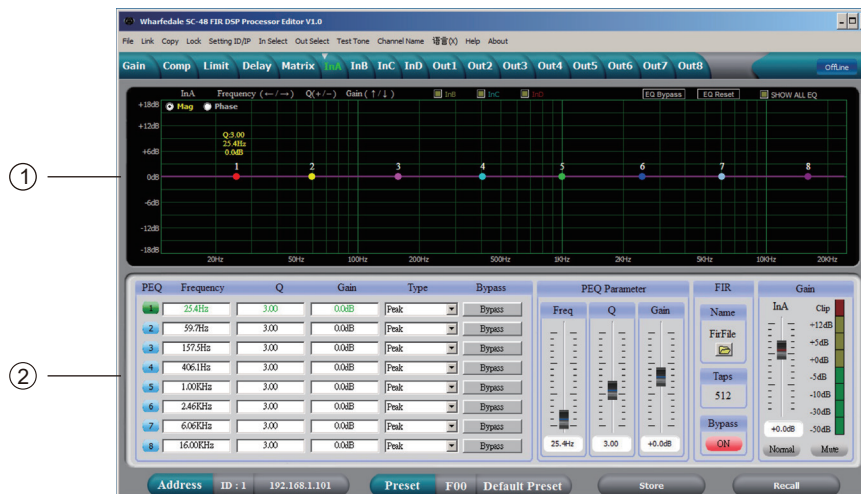 Wharfedale SC-48 FIR DSP Processor Editor V1.0
File Link Copy Lock Setting ID/IP In Select Out Select Test Tone Channel Name 语言(X) Help About
Gain Comp Limit Delay Matrix InA InB InC InD Out1 Out2 Out3 Out4 Out5 Out6 Out7 Out8 OffLine
InA Frequency (←/→) Q(+/-) Gain (↑/↓) InB InC InD EQ Bypass EQ Reset SHOW ALL EQ
+18dB Mag Phase
+12dB
Q:3.00
+6dB 25.4Hz
0.0dB
1 2 3 4 5 6 7 8
① 0dB
-6dB
-12dB
-18dB
20Hz 50Hz 100Hz 200Hz 500Hz 1KHz 2KHz 5KHz 10KHz 20KHz
PEQ Frequency Q Gain Type Bypass PEQ Parameter FIR Gain
1 25.4Hz 3.00 0.0dB Peak Bypass
2 59.7Hz 3.00 0.0dB Peak Bypass
3 157.5Hz 3.00 0.0dB Peak Bypass
② 4 406.1Hz 3.00 0.0dB Peak Bypass
5 1.00KHz 3.00 0.0dB Peak Bypass
6 2.46KHz 3.00 0.0dB Peak Bypass
7 6.06KHz 3.00 0.0dB Peak Bypass
8 16.00KHz 3.00 0.0dB Peak Bypass
Freq Q Gain
25.4Hz 3.00 +0.0dB
Name
FirFile
Taps
512
Bypass
ON
InA Clip
+12dB
+5dB
+0dB
-5dB
-10dB
-30dB
+0.0dB -50dB
Normal Mute
Address ID : 1 192.168.1.101 Preset F00 Default Preset Store Recall